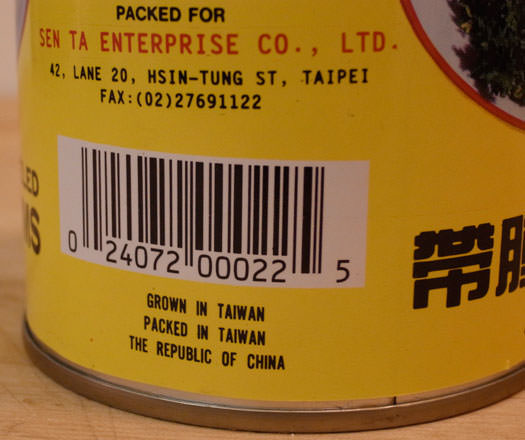 PACKED FOR
SEN TA ENTERPRISE CO., LTD.
42, LANE 20, HSIN-TUNG ST, TAIPEI
FAX:(02)27691122
0 24072 00022 5
GROWN IN TAIWAN
PACKED IN TAIWAN
THE REPUBLIC OF CHINA
帶